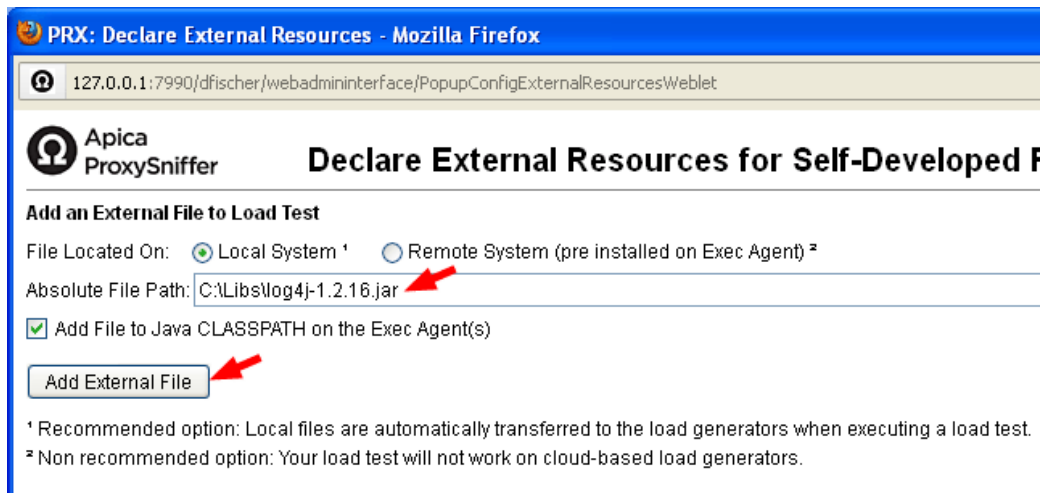 PRX: Declare External Resources - Mozilla Firefox
127.0.0.1:7990/dfischer/webadmininterface/PopupConfigExternalResourcesWeblet
Apica
ProxySniffer
Declare External Resources for Self-Developed
Add an External File to Load Test
File Located On: Local System ¹ Remote System (pre installed on Exec Agent) ²
Absolute File Path: C:\Libs\log4j-1.2.16.jar
Add File to Java CLASSPATH on the Exec Agent(s)
Add External File
¹ Recommended option: Local files are automatically transferred to the load generators when executing a load test.
² Non recommended option: Your load test will not work on cloud-based load generators.